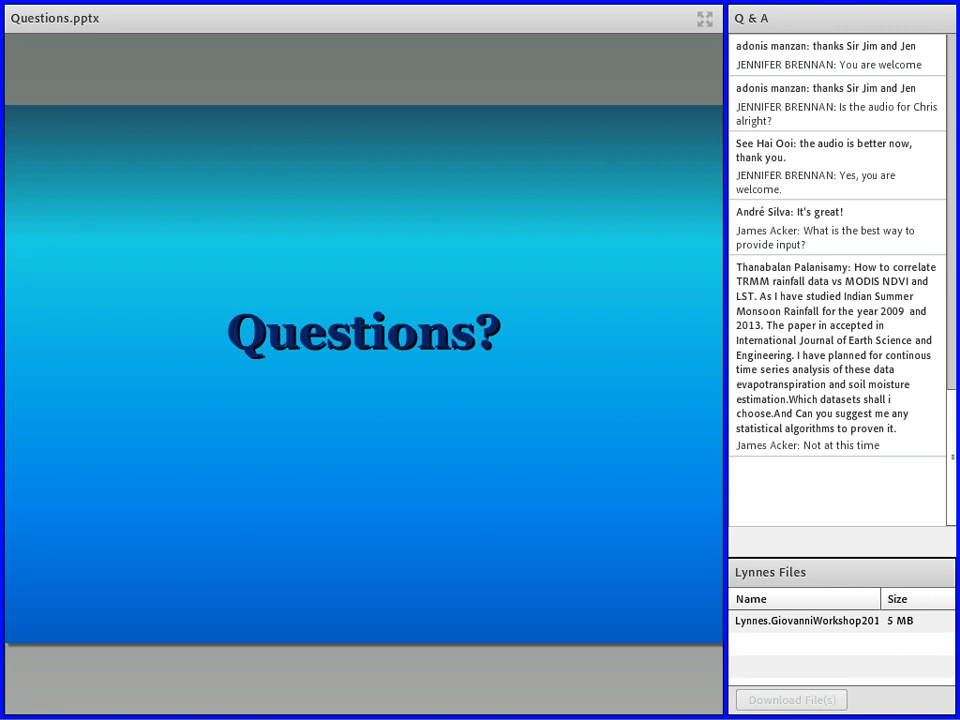 Questions.pptx
Questions?
Q & A
adonis manzan: thanks Sir Jim and Jen
JENNIFER BRENNAN: You are welcome
adonis manzan: thanks Sir Jim and Jen
JENNIFER BRENNAN: Is the audio for Chris
alright?
See Hai Ooi: the audio is better now,
thank you.
JENNIFER BRENNAN: Yes, you are
welcome.
André Silva: It's great!
James Acker: What is the best way to
provide input?
Thanabalan Palanisamy: How to correlate
TRMM rainfall data vs MODIS NDVI and
LST. As I have studied Indian Summer
Monsoon Rainfall for the year 2009 and
2013. The paper in accepted in
International Journal of Earth Science and
Engineering. I have planned for continous
time series analysis of these data
evapotranspiration and soil moisture
estimation.Which datasets shall i
choose.And Can you suggest me any
statistical algorithms to proven it.
James Acker: Not at this time
Lynnes Files
Name Size
Lynnes.GiovanniWorkshop201 5 MB
Download File(s)